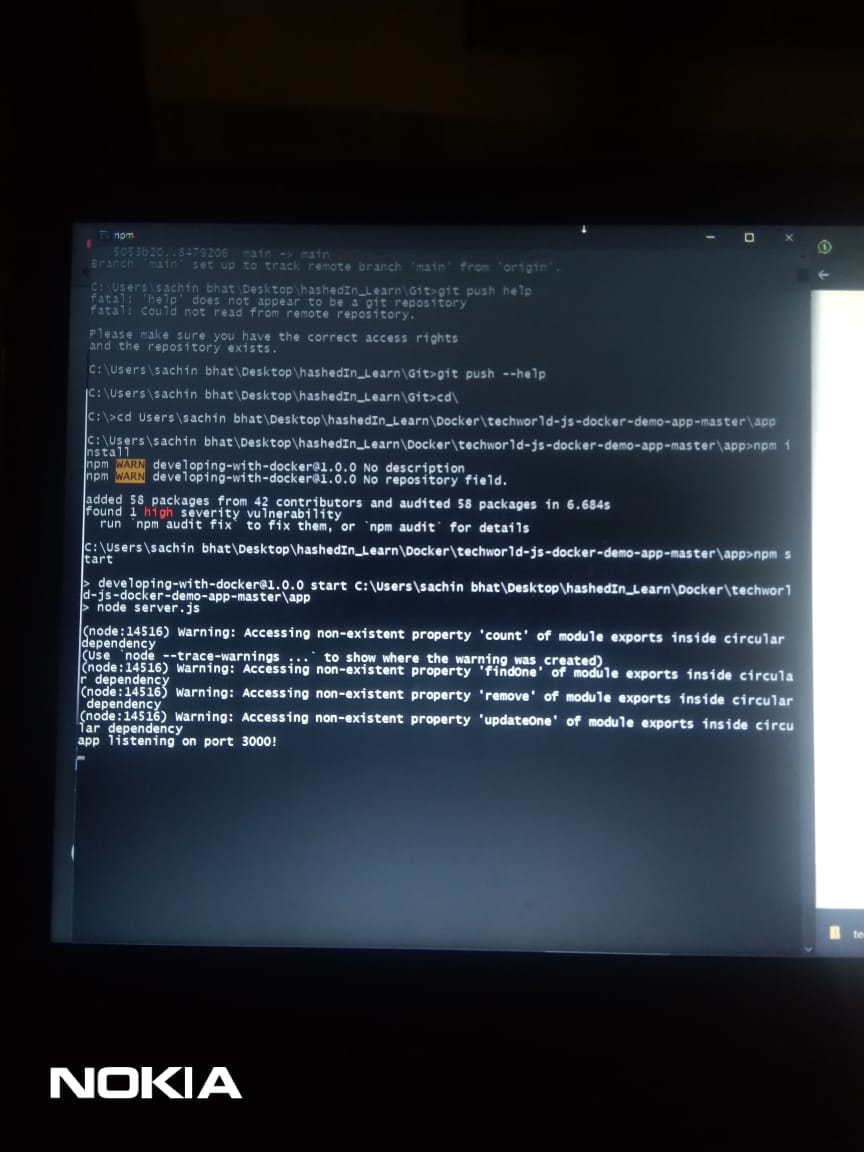 npm
5053b20..8479206  main -> main
Branch 'main' set up to track remote branch 'main' from 'origin'.
C:\Users\sachin bhat\Desktop\hashedIn_Learn\Git>git push help
fatal: 'help' does not appear to be a git repository
fatal: Could not read from remote repository.
Please make sure you have the correct access rights
and the repository exists.
C:\Users\sachin bhat\Desktop\hashedIn_Learn\Git>git push --help
C:\Users\sachin bhat\Desktop\hashedIn_Learn\Git>cd\
C:\>cd Users\sachin bhat\Desktop\hashedIn_Learn\Docker\techworld-js-docker-demo-app-master\app
C:\Users\sachin bhat\Desktop\hashedIn_Learn\Docker\techworld-js-docker-demo-app-master\app>npm i
nstall
npm WARN developing-with-docker@1.0.0 No description
npm WARN developing-with-docker@1.0.0 No repository field.
added 58 packages from 42 contributors and audited 58 packages in 6.684s
found 1 high severity vulnerability
run `npm audit fix` to fix them, or `npm audit` for details
C:\Users\sachin bhat\Desktop\hashedIn_Learn\Docker\techworld-js-docker-demo-app-master\app>npm s
tart
> developing-with-docker@1.0.0 start C:\Users\sachin bhat\Desktop\hashedIn_Learn\Docker\techworl
d-js-docker-demo-app-master\app
> node server.js
(node:14516) Warning: Accessing non-existent property 'count' of module exports inside circular
dependency
(Use `node --trace-warnings ...` to show where the warning was created)
(node:14516) Warning: Accessing non-existent property 'findOne' of module exports inside circula
r dependency
(node:14516) Warning: Accessing non-existent property 'remove' of module exports inside circular
dependency
(node:14516) Warning: Accessing non-existent property 'updateOne' of module exports inside circu
lar dependency
app listening on port 3000!
te
NOKIA